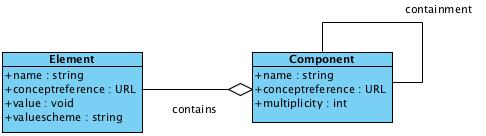 containment
Element
+name : string
+conceptreference : URL
+value : void
+valuescheme : string
contains
Component
+name : string
+conceptreference : URL
+multiplicity : int